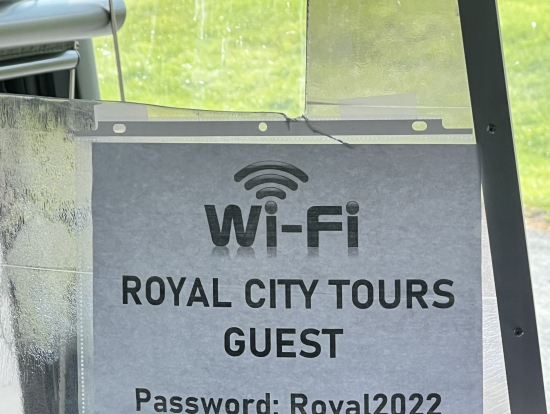 Wi-Fi
ROYAL CITY TOURS
GUEST
Password: Royal2022